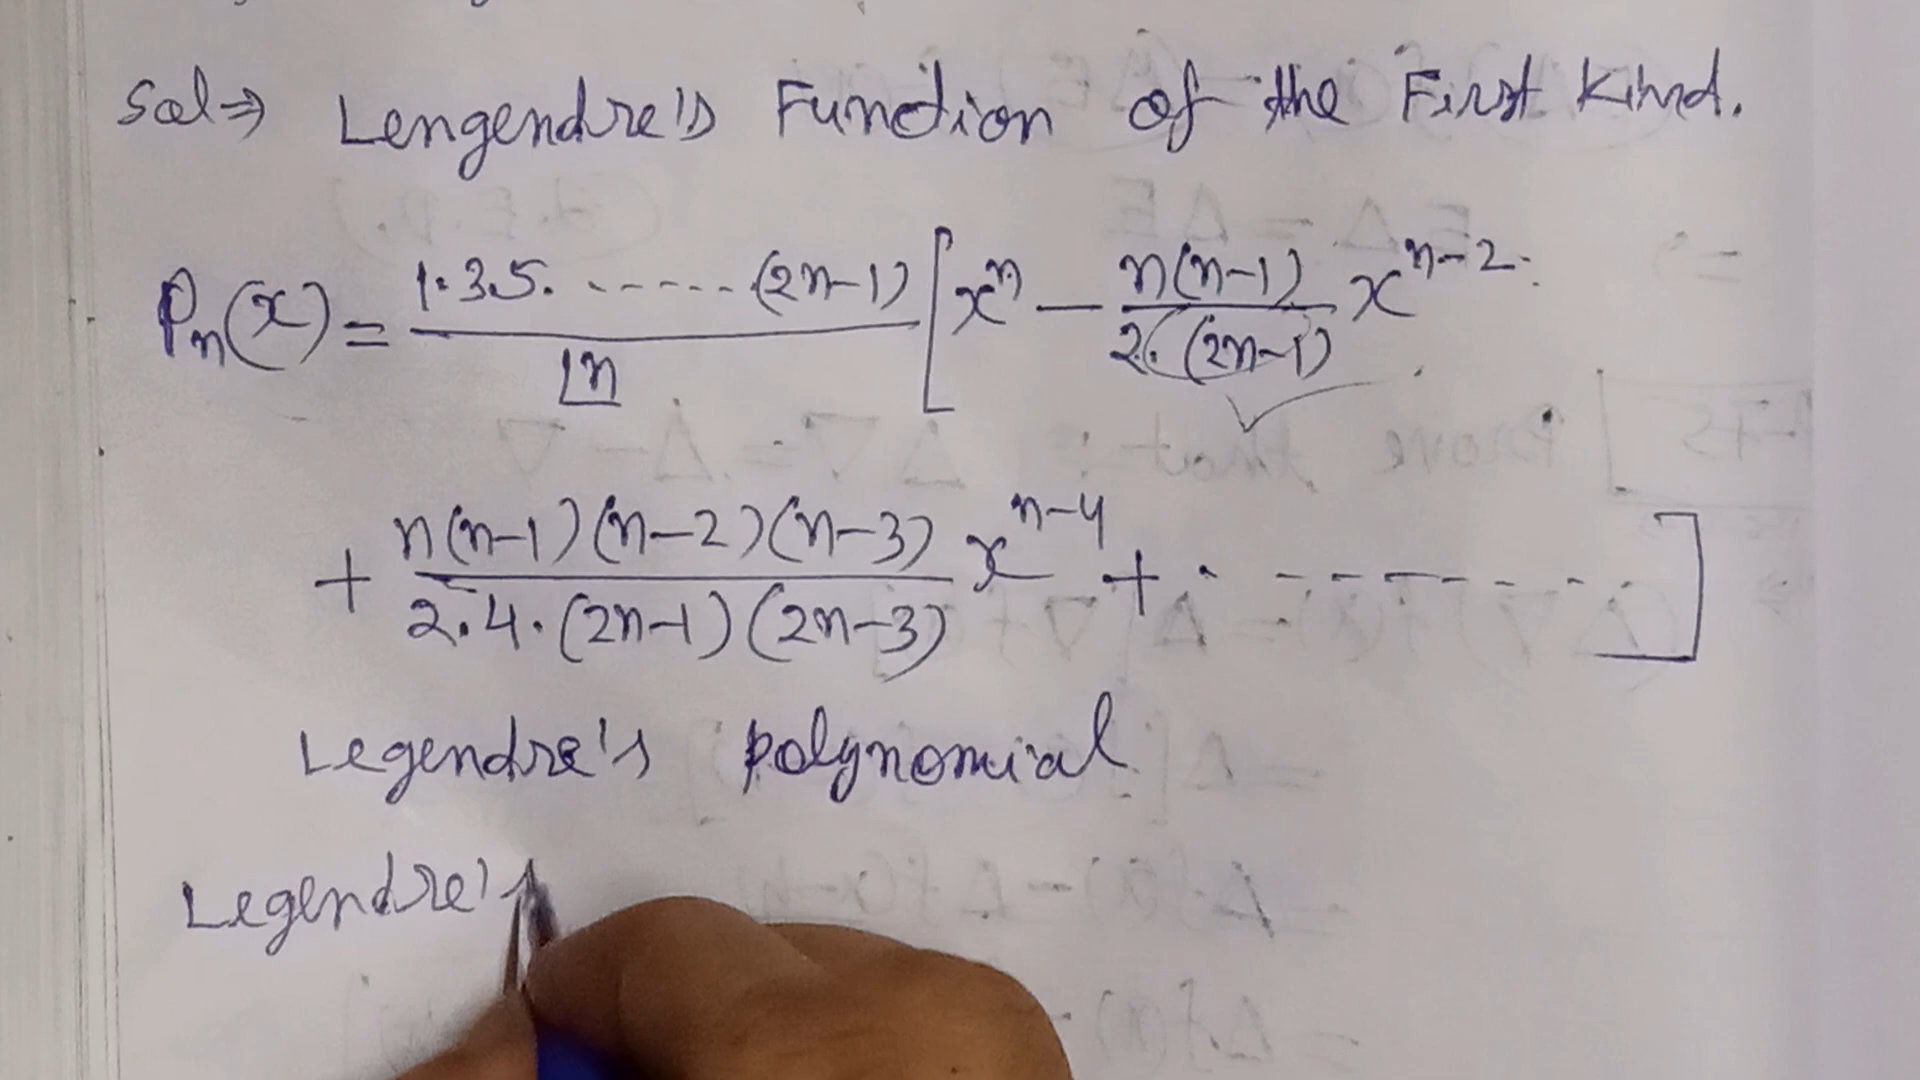 Sol ⇒ Lengendre's Function of the First Kind.
Pn(x) = 1.3.5. ------ (2n-1) / ⌊n [ x^n - n(n-1) / 2.(2n-1) x^n-2.
+ n(n-1)(n-2)(n-3) / 2.4.(2n-1)(2n-3) x^n-4 + - - - - - - - - - ]
Legendre's polynomial
Legendre's